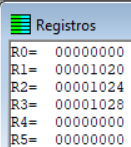 Registros
R0= 00000000
R1= 00001020
R2= 00001024
R3= 00001028
R4= 00000000
R5= 00000000